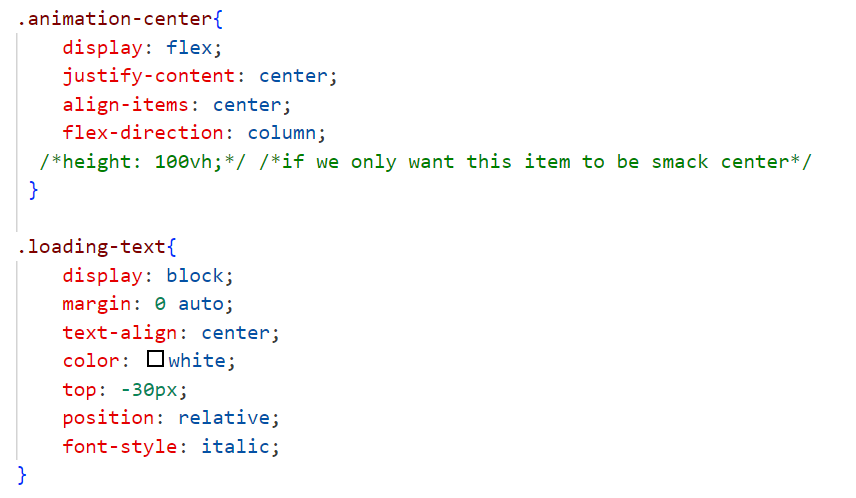 .animation-center{
display: flex;
justify-content: center;
align-items: center;
flex-direction: column;
/*height: 100vh;*/ /*if we only want this item to be smack center*/
}
.loading-text{
display: block;
margin: 0 auto;
text-align: center;
color: white;
top: -30px;
position: relative;
font-style: italic;
}